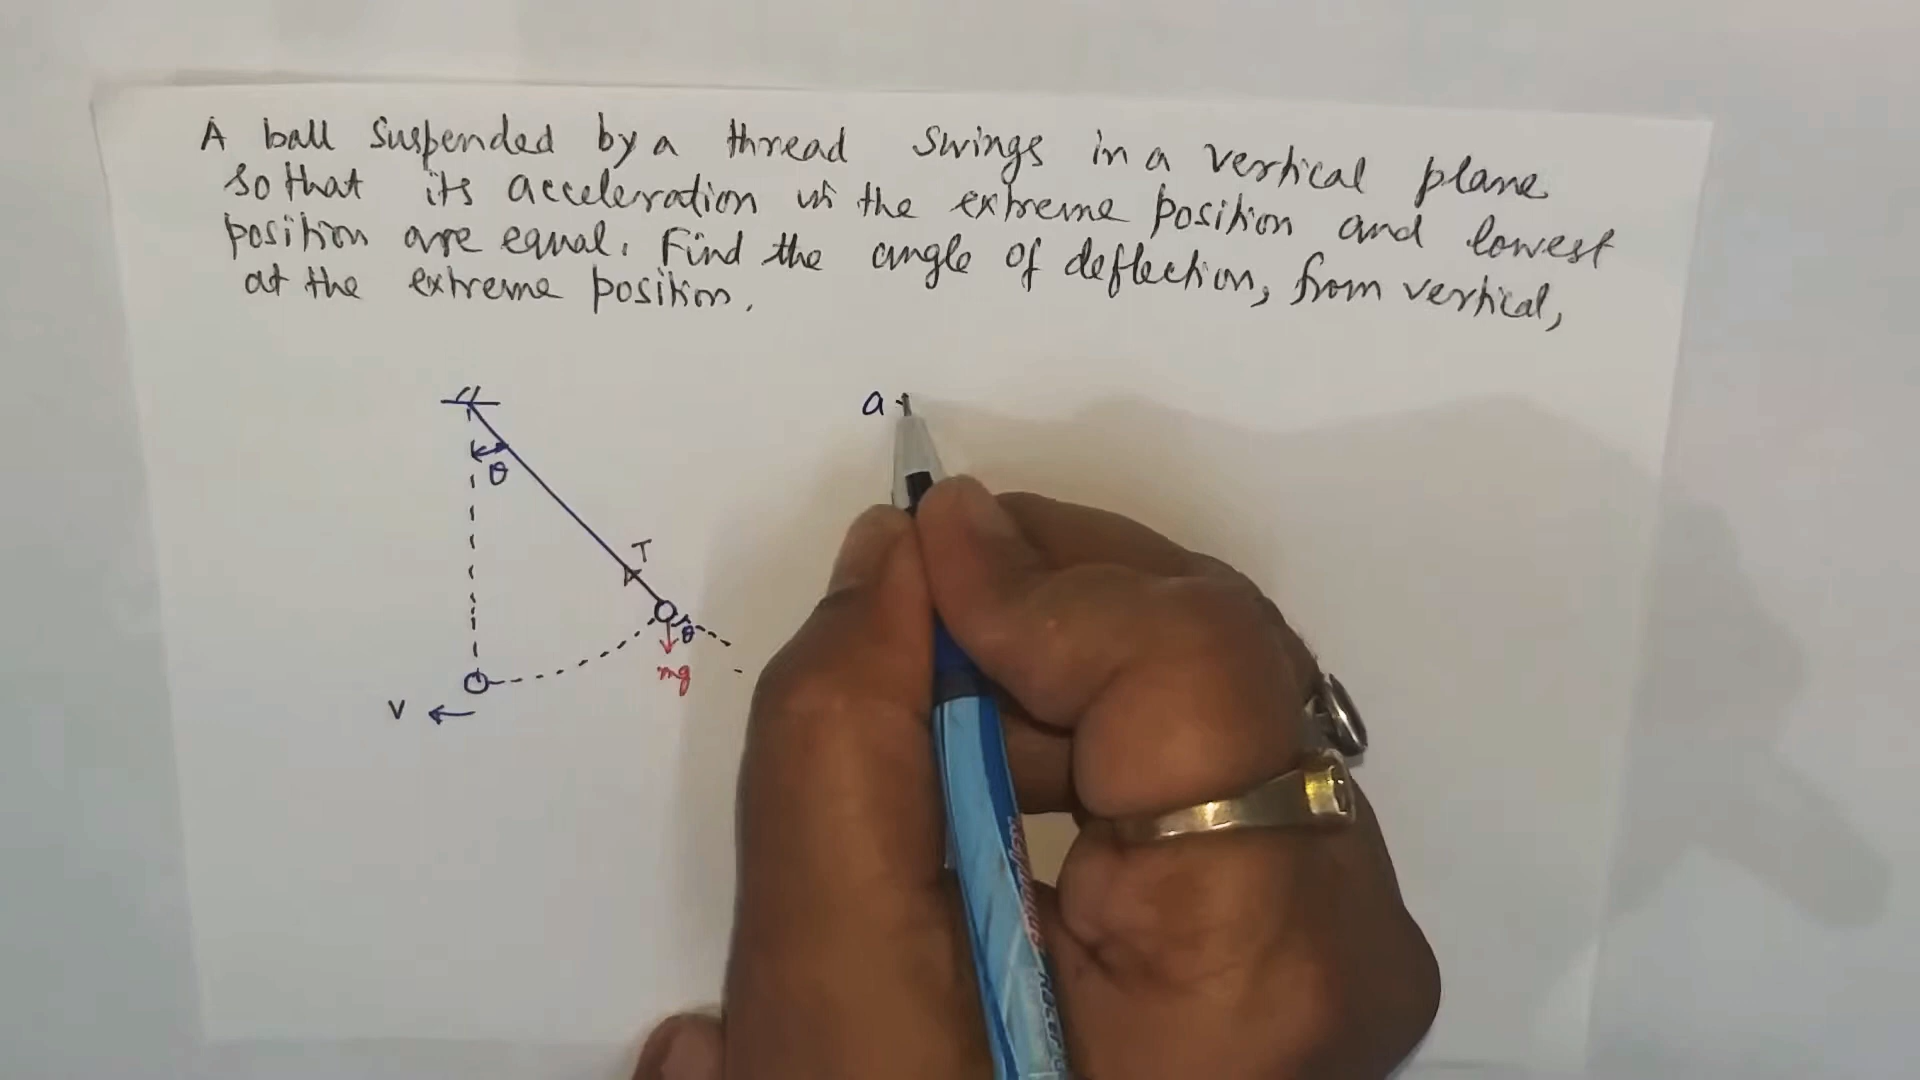 A ball suspended by a thread swings in a vertical plane
so that its acceleration in the extreme position and lowest
position are equal. Find the angle of deflection, from vertical,
at the extreme position.
a
θ
T
θ
mg
V